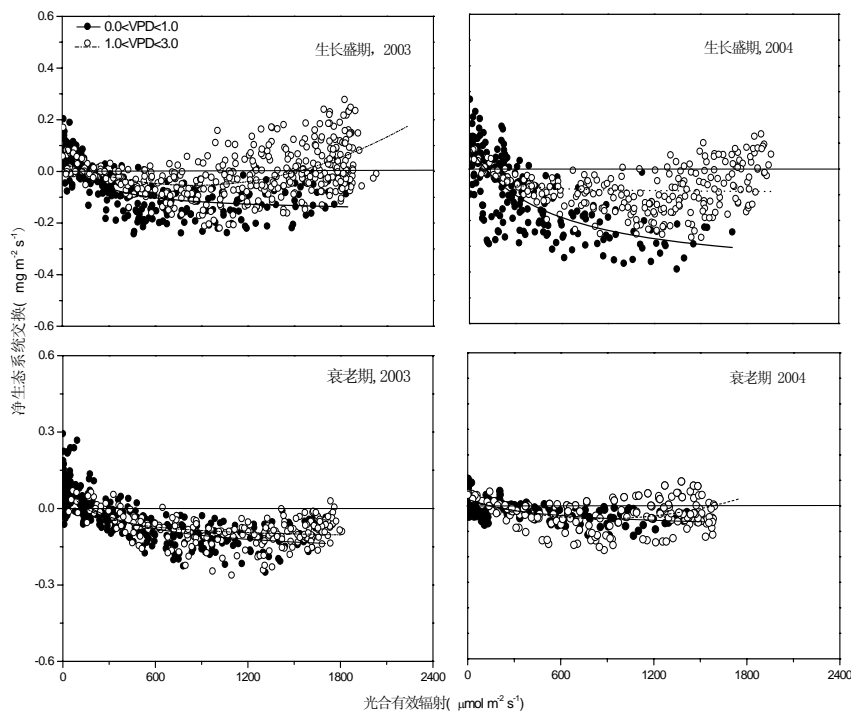 0.0<VPD<1.0
1.0<VPD<3.0
生长盛期，2003
生长盛期,2004
0.6
0.4
0.2
0.0
-0.2
-0.4
-0.6
净生态系统交换( mg m⁻² s⁻¹)
衰老期,2003
衰老期 2004
0.6
0.3
0.0
-0.3
-0.6
0 600 1200 1800 2400
0 600 1200 1800 2400
光合有效辐射( μmol m⁻² s⁻¹)